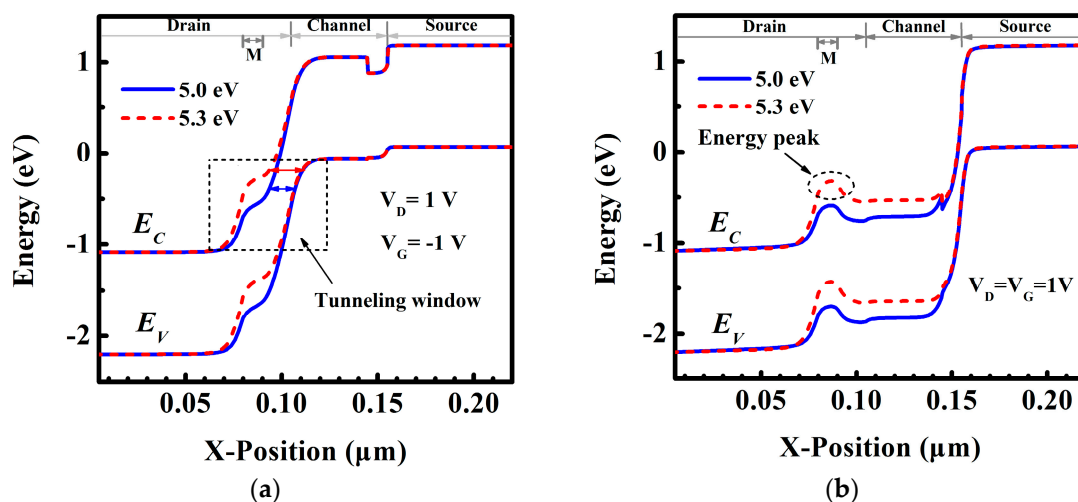 Drain Channel Source
M
5.0 eV
5.3 eV
E_C
V_D= 1 V
V_G= -1 V
Tunneling window
E_V
1
0
-1
-2
Energy (eV)
0.05 0.10 0.15 0.20
X-Position (µm)
(a)
Drain Channel Source
M
5.0 eV
5.3 eV
Energy peak
E_C
V_D=V_G=1V
E_V
1
0
-1
-2
Energy (eV)
0.05 0.10 0.15 0.20
X-Position (µm)
(b)